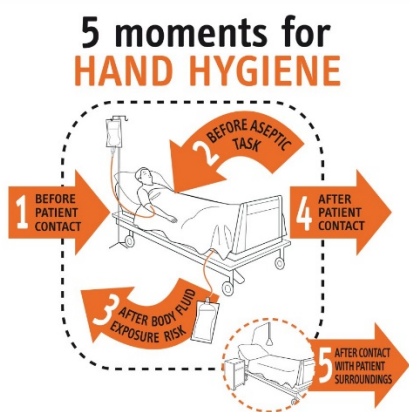 5 moments for
HAND HYGIENE
1 BEFORE
PATIENT
CONTACT
2 BEFORE ASEPTIC
TASK
3 AFTER BODY FLUID
EXPOSURE RISK
4 AFTER
PATIENT
CONTACT
5 AFTER CONTACT
WITH PATIENT
SURROUNDINGS